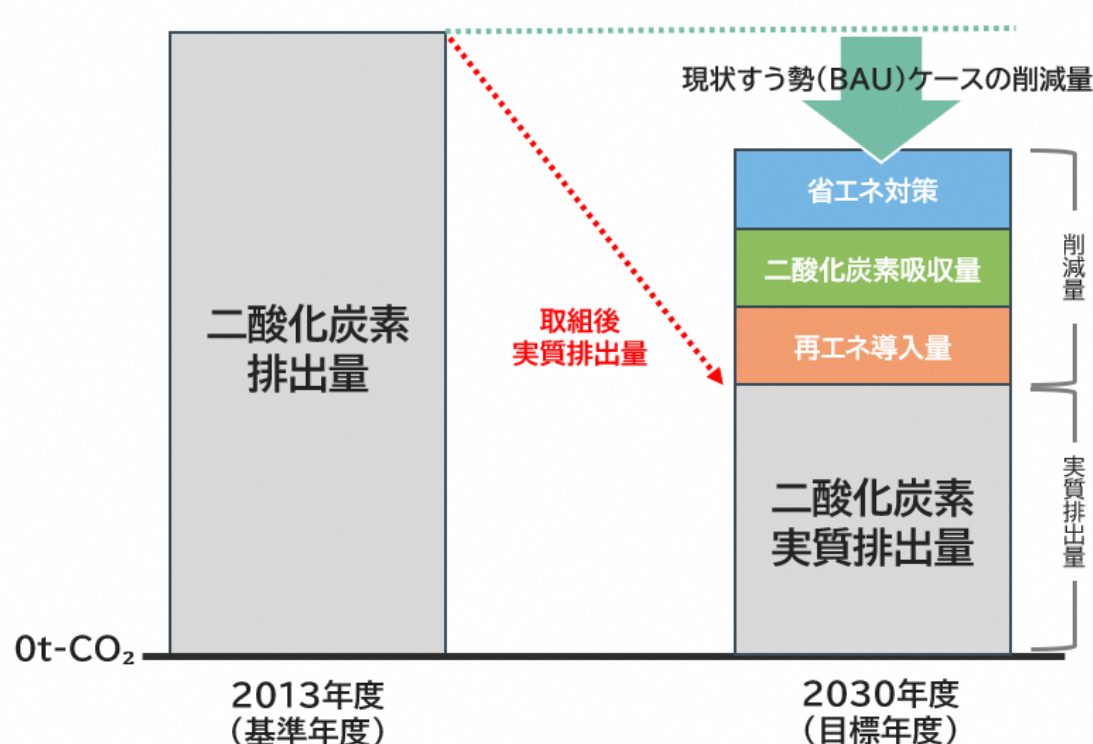 現状すう勢(BAU)ケースの削減量
省エネ対策
二酸化炭素吸収量
再エネ導入量
削減量
二酸化炭素
排出量
取組後
実質排出量
二酸化炭素
実質排出量
実質排出量
0t-CO₂
2013年度
(基準年度)
2030年度
(目標年度)